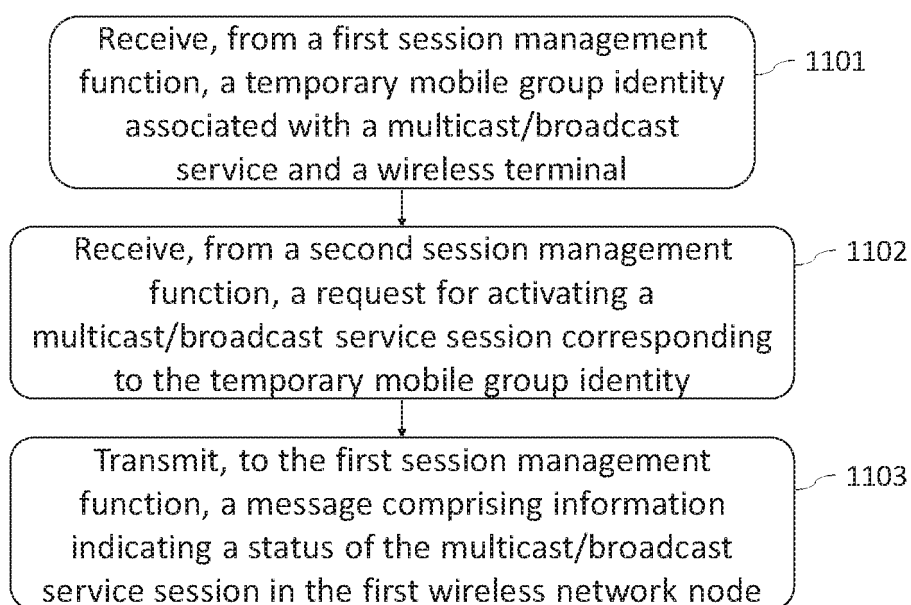 Receive, from a first session management
function, a temporary mobile group identity
associated with a multicast/broadcast
service and a wireless terminal
1101
Receive, from a second session management
function, a request for activating a
multicast/broadcast service session corresponding
to the temporary mobile group identity
1102
Transmit, to the first session management
function, a message comprising information
indicating a status of the multicast/broadcast
service session in the first wireless network node
1103